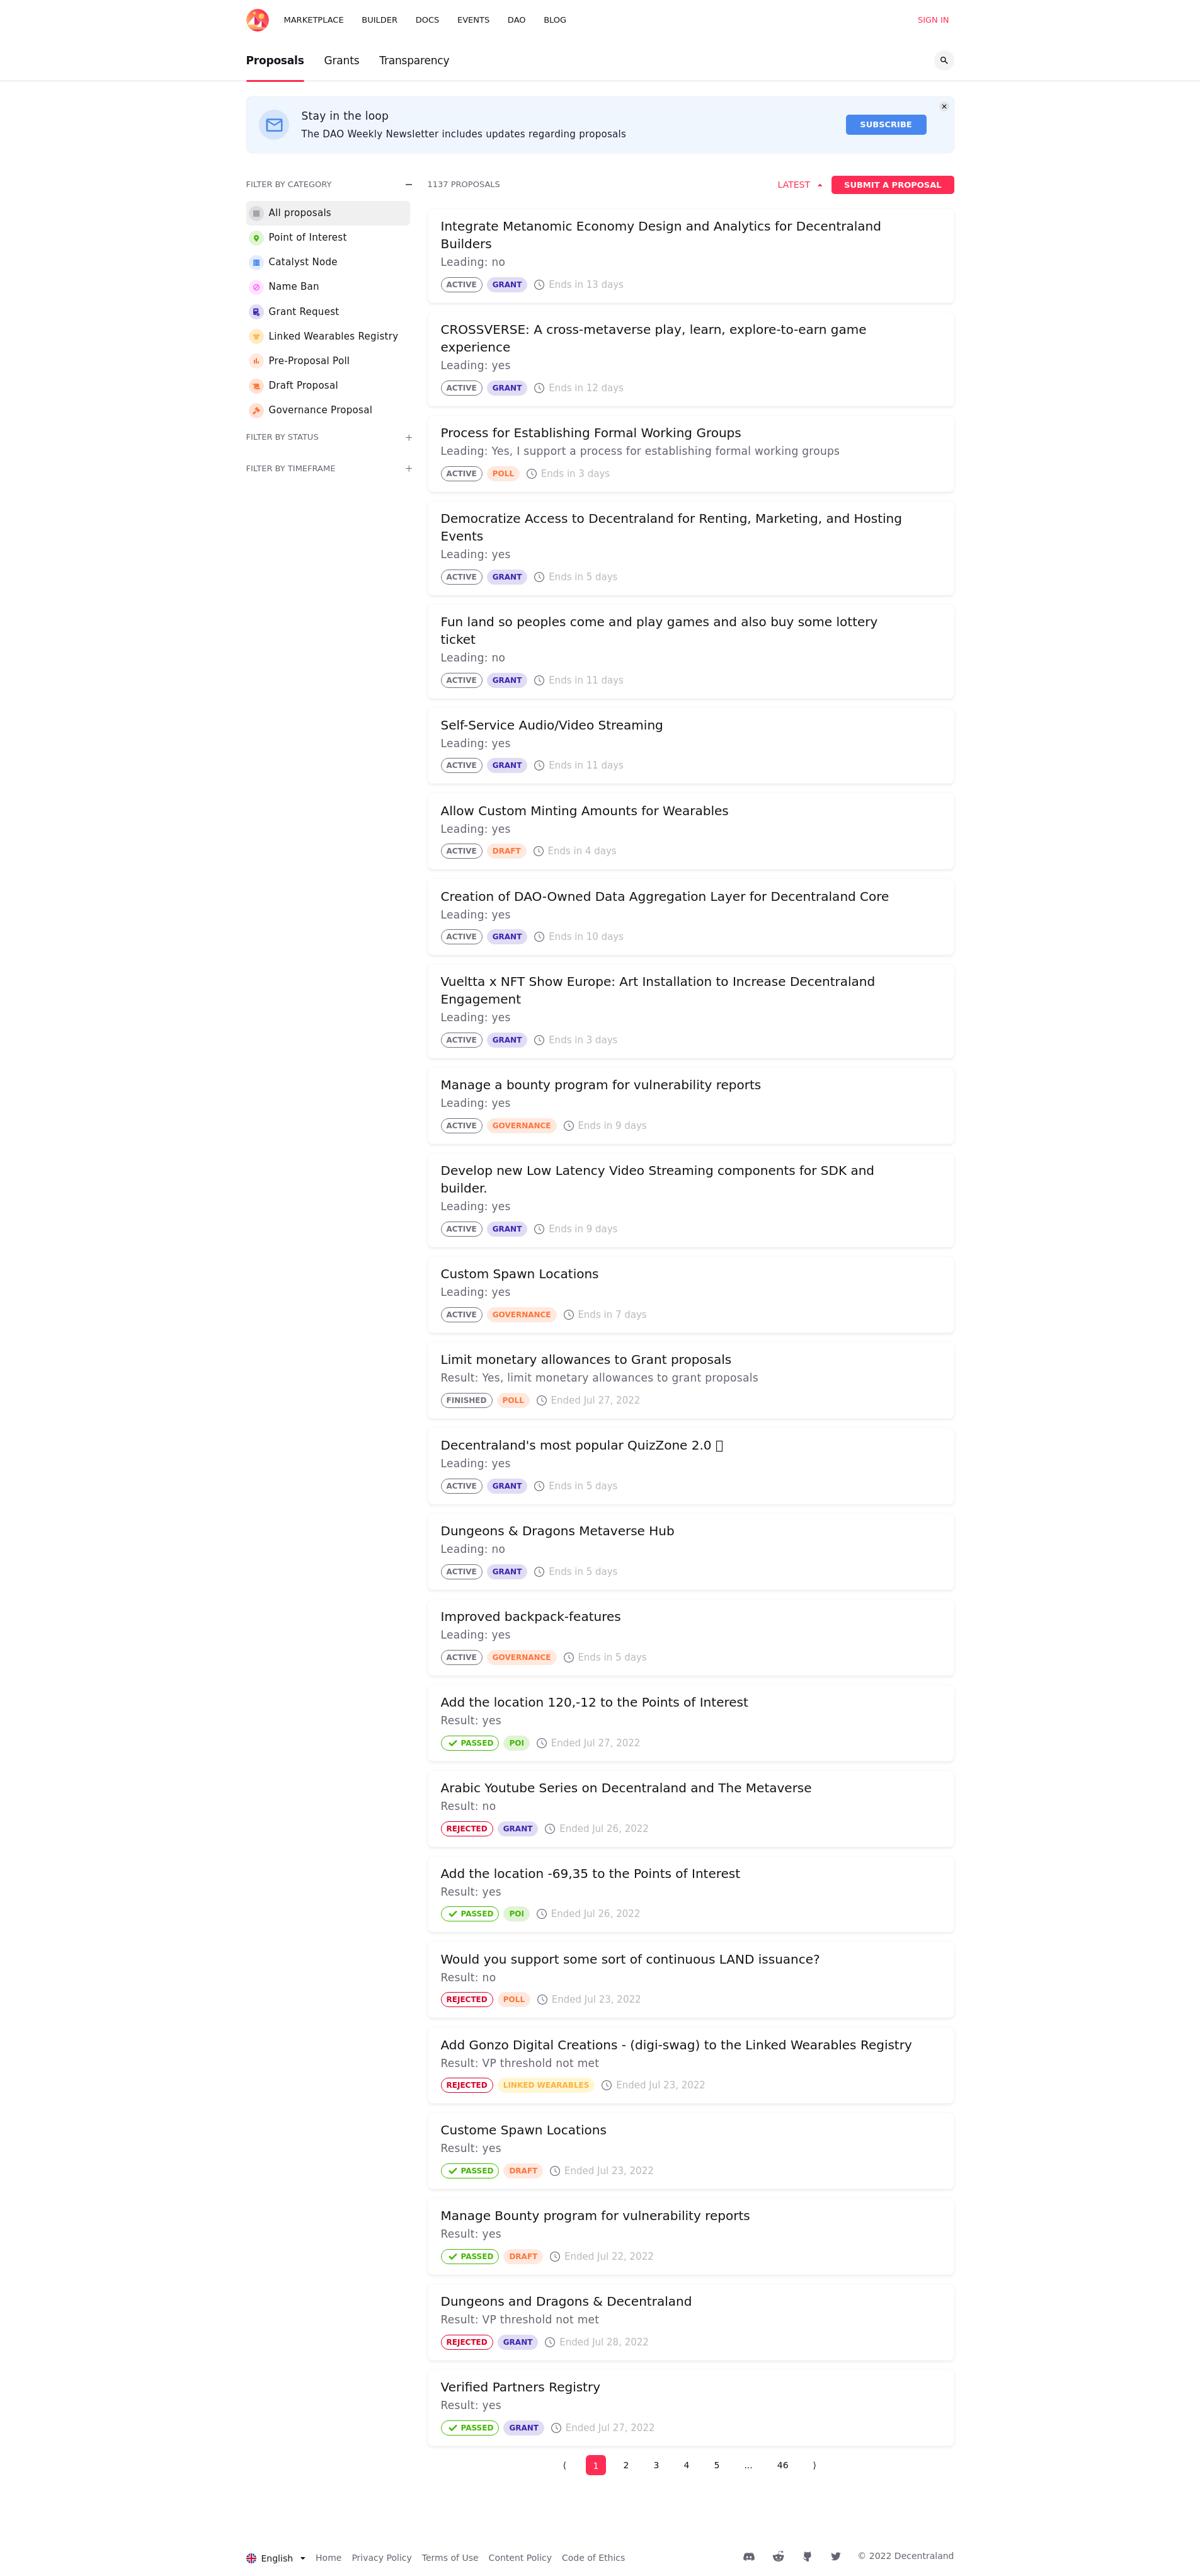 MARKETPLACE BUILDER DOCS EVENTS DAO BLOG SIGN IN
Proposals Grants Transparency
Stay in the loop
The DAO Weekly Newsletter includes updates regarding proposals
SUBSCRIBE
FILTER BY CATEGORY
All proposals
Point of Interest
Catalyst Node
Name Ban
Grant Request
Linked Wearables Registry
Pre-Proposal Poll
Draft Proposal
Governance Proposal
FILTER BY STATUS
FILTER BY TIMEFRAME
1137 PROPOSALS LATEST SUBMIT A PROPOSAL
Integrate Metanomic Economy Design and Analytics for Decentraland
Builders
Leading: no
ACTIVE GRANT Ends in 13 days
CROSSVERSE: A cross-metaverse play, learn, explore-to-earn game
experience
Leading: yes
ACTIVE GRANT Ends in 12 days
Process for Establishing Formal Working Groups
Leading: Yes, I support a process for establishing formal working groups
ACTIVE POLL Ends in 3 days
Democratize Access to Decentraland for Renting, Marketing, and Hosting
Events
Leading: yes
ACTIVE GRANT Ends in 5 days
Fun land so peoples come and play games and also buy some lottery
ticket
Leading: no
ACTIVE GRANT Ends in 11 days
Self-Service Audio/Video Streaming
Leading: yes
ACTIVE GRANT Ends in 11 days
Allow Custom Minting Amounts for Wearables
Leading: yes
ACTIVE DRAFT Ends in 4 days
Creation of DAO-Owned Data Aggregation Layer for Decentraland Core
Leading: yes
ACTIVE GRANT Ends in 10 days
Vueltta x NFT Show Europe: Art Installation to Increase Decentraland
Engagement
Leading: yes
ACTIVE GRANT Ends in 3 days
Manage a bounty program for vulnerability reports
Leading: yes
ACTIVE GOVERNANCE Ends in 9 days
Develop new Low Latency Video Streaming components for SDK and
builder.
Leading: yes
ACTIVE GRANT Ends in 9 days
Custom Spawn Locations
Leading: yes
ACTIVE GOVERNANCE Ends in 7 days
Limit monetary allowances to Grant proposals
Result: Yes, limit monetary allowances to grant proposals
FINISHED POLL Ended Jul 27, 2022
Decentraland's most popular QuizZone 2.0
Leading: yes
ACTIVE GRANT Ends in 5 days
Dungeons & Dragons Metaverse Hub
Leading: no
ACTIVE GRANT Ends in 5 days
Improved backpack-features
Leading: yes
ACTIVE GOVERNANCE Ends in 5 days
Add the location 120,-12 to the Points of Interest
Result: yes
PASSED POI Ended Jul 27, 2022
Arabic Youtube Series on Decentraland and The Metaverse
Result: no
REJECTED GRANT Ended Jul 26, 2022
Add the location -69,35 to the Points of Interest
Result: yes
PASSED POI Ended Jul 26, 2022
Would you support some sort of continuous LAND issuance?
Result: no
REJECTED POLL Ended Jul 23, 2022
Add Gonzo Digital Creations - (digi-swag) to the Linked Wearables Registry
Result: VP threshold not met
REJECTED LINKED WEARABLES Ended Jul 23, 2022
Custome Spawn Locations
Result: yes
PASSED DRAFT Ended Jul 23, 2022
Manage Bounty program for vulnerability reports
Result: yes
PASSED DRAFT Ended Jul 22, 2022
Dungeons and Dragons & Decentraland
Result: VP threshold not met
REJECTED GRANT Ended Jul 28, 2022
Verified Partners Registry
Result: yes
PASSED GRANT Ended Jul 27, 2022
⟨ 1 2 3 4 5 ... 46 ⟩
English Home Privacy Policy Terms of Use Content Policy Code of Ethics © 2022 Decentraland